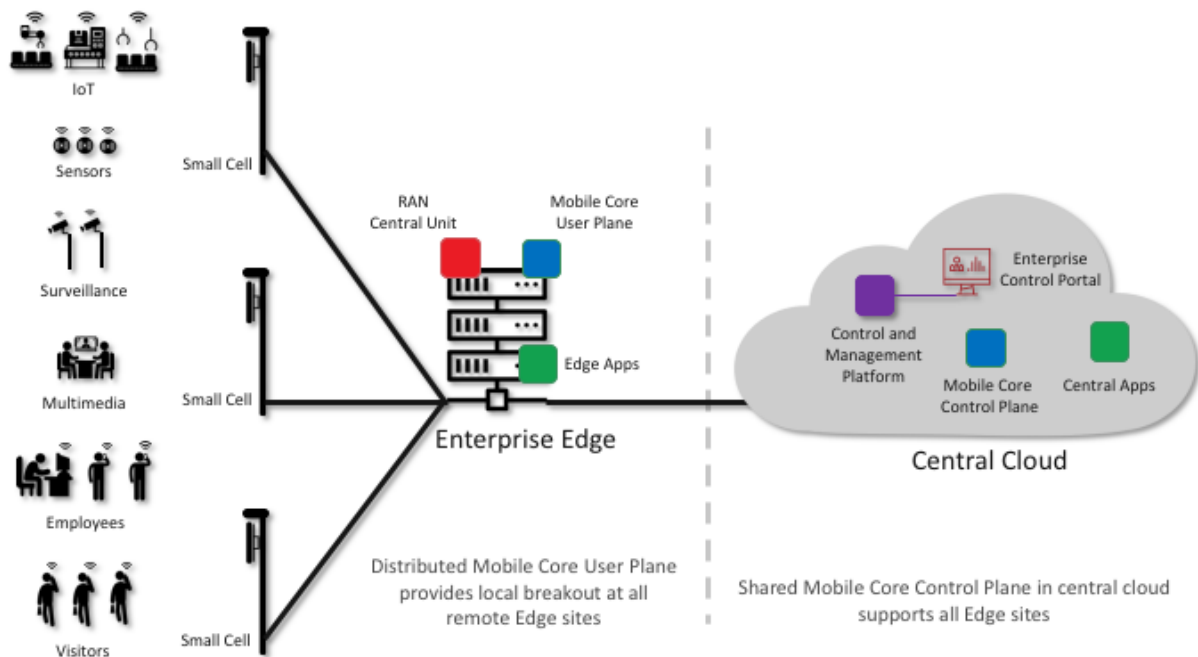 IoT
Sensors
Surveillance
Multimedia
Employees
Visitors
Small Cell
Small Cell
Small Cell
RAN
Central Unit
Mobile Core
User Plane
Edge Apps
Enterprise Edge
Distributed Mobile Core User Plane
provides local breakout at all
remote Edge sites
Enterprise
Control Portal
Control and
Management
Platform
Mobile Core
Control Plane
Central Apps
Central Cloud
Shared Mobile Core Control Plane in central cloud
supports all Edge sites